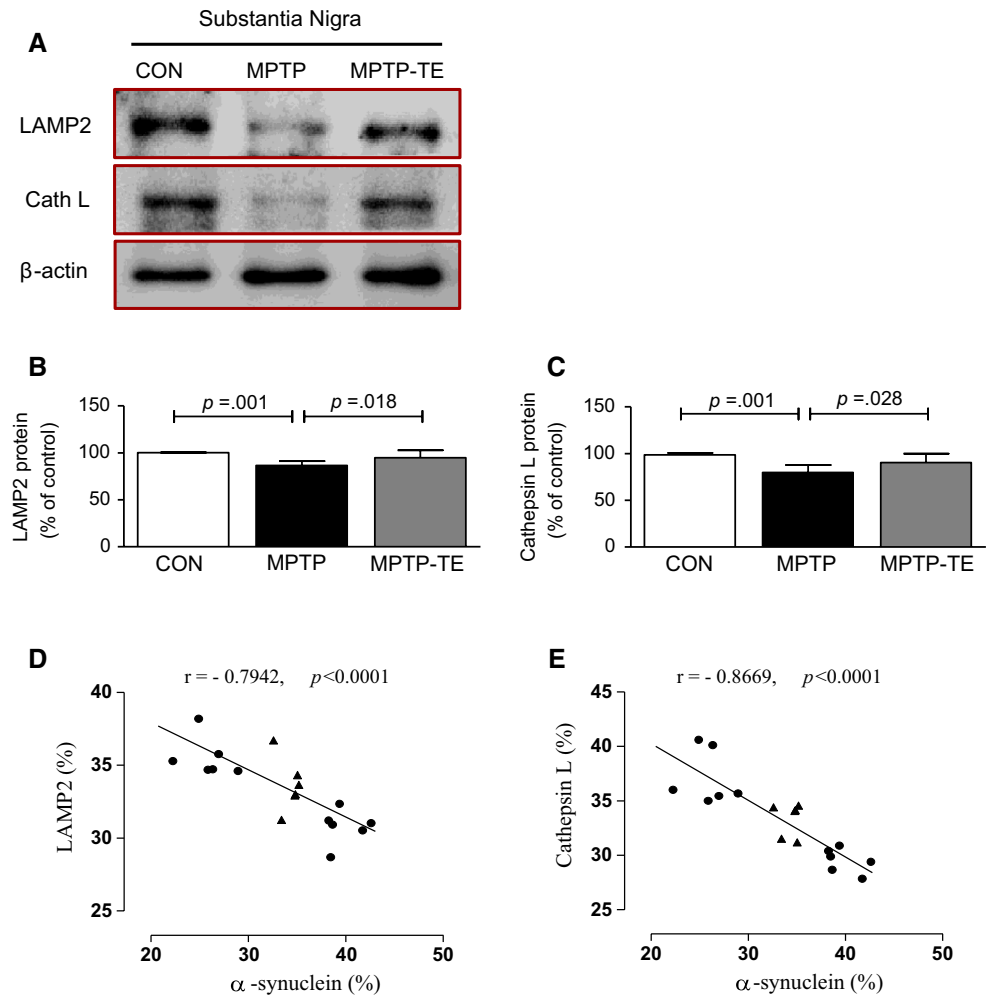 Substantia Nigra
A
CON MPTP MPTP-TE
LAMP2
Cath L
β-actin
B
LAMP2 protein
(% of control)
150
100
50
0
p =.001 p =.018
CON MPTP MPTP-TE
C
Cathepsin L protein
(% of control)
150
100
50
0
p =.001 p =.028
CON MPTP MPTP-TE
D
r = - 0.7942, p<0.0001
LAMP2 (%)
40
35
30
25
20 30 40 50
α -synuclein (%)
E
r = - 0.8669, p<0.0001
Cathepsin L (%)
45
40
35
30
25
20 30 40 50
α -synuclein (%)